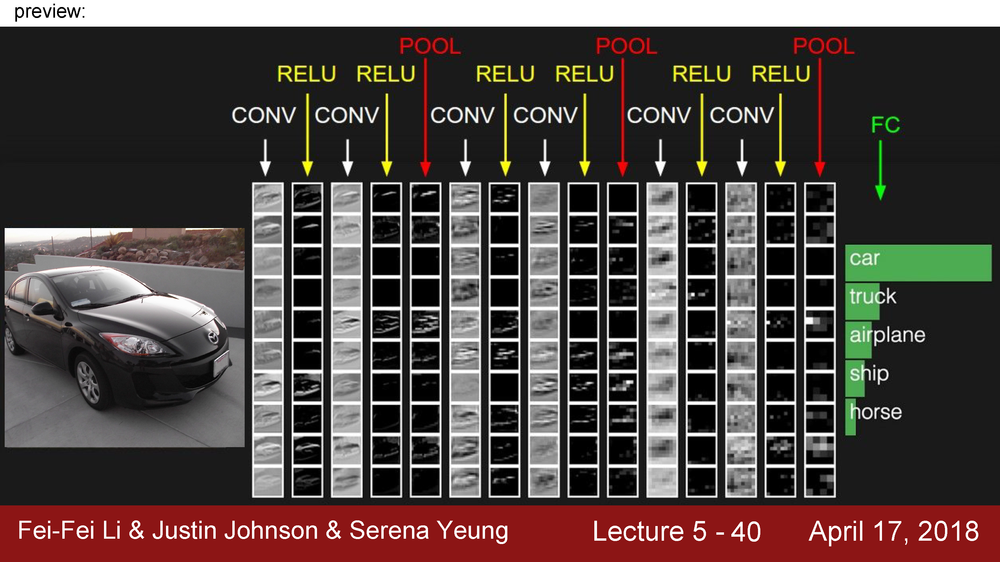 preview:
POOL POOL POOL
RELU RELU RELU RELU RELU RELU
CONV CONV CONV CONV CONV CONV
FC
car
truck
airplane
ship
horse
Fei-Fei Li & Justin Johnson & Serena Yeung Lecture 5 - 40 April 17, 2018